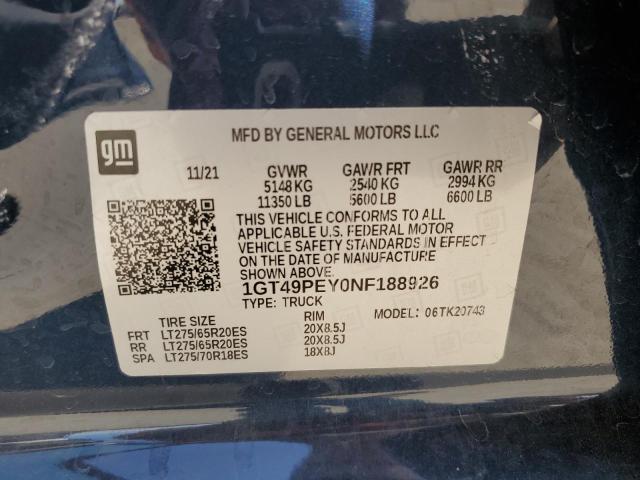 gm
MFD BY GENERAL MOTORS LLC
11/21 GVWR GAWR FRT GAWR RR
5148 KG 2540 KG 2994 KG
11350 LB 5600 LB 6600 LB
THIS VEHICLE CONFORMS TO ALL
APPLICABLE U.S. FEDERAL MOTOR
VEHICLE SAFETY STANDARDS IN EFFECT
ON THE DATE OF MANUFACTURE
SHOWN ABOVE.
1GT49PEY0NF188926
TYPE: TRUCK
MODEL: 06TK20743
TIRE SIZE RIM
FRT LT275/65R20ES 20X8.5J
RR LT275/65R20ES 20X8.5J
SPA LT275/70R18ES 18X8J